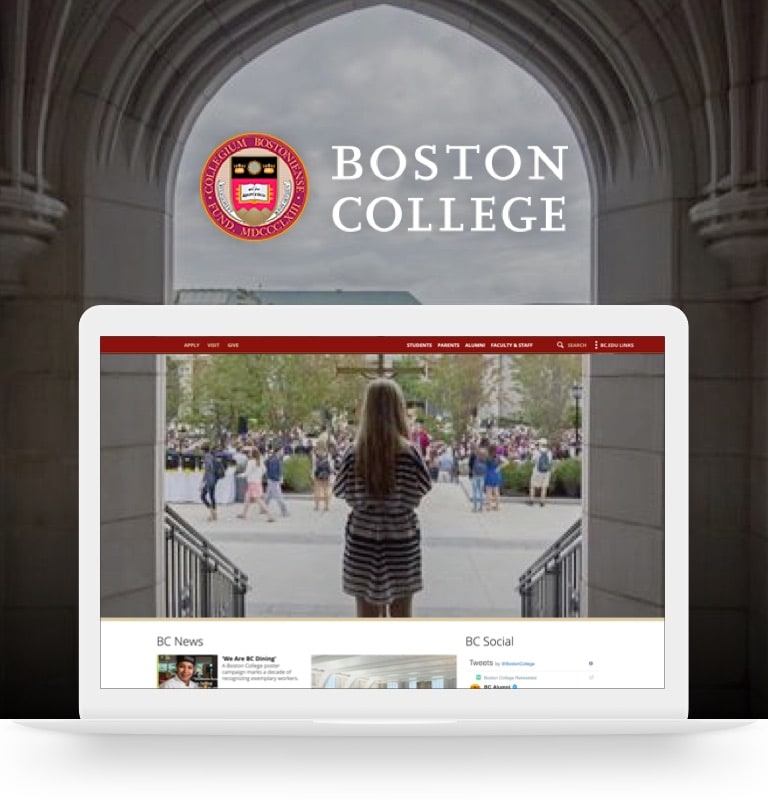 COLLEGIUM BOSTONIENSE
FUND. MDCCCLXIII
BOSTON
COLLEGE
APPLY VISIT GIVE STUDENTS PARENTS ALUMNI FACULTY & STAFF SEARCH BC.EDU LINKS
BC News
BC Social
'We Are BC Dining'
A Boston College poster
campaign marks a decade of
recognizing exemplary workers.
Tweets by @BostonCollege
Boston College Retweeted
BC Alumni